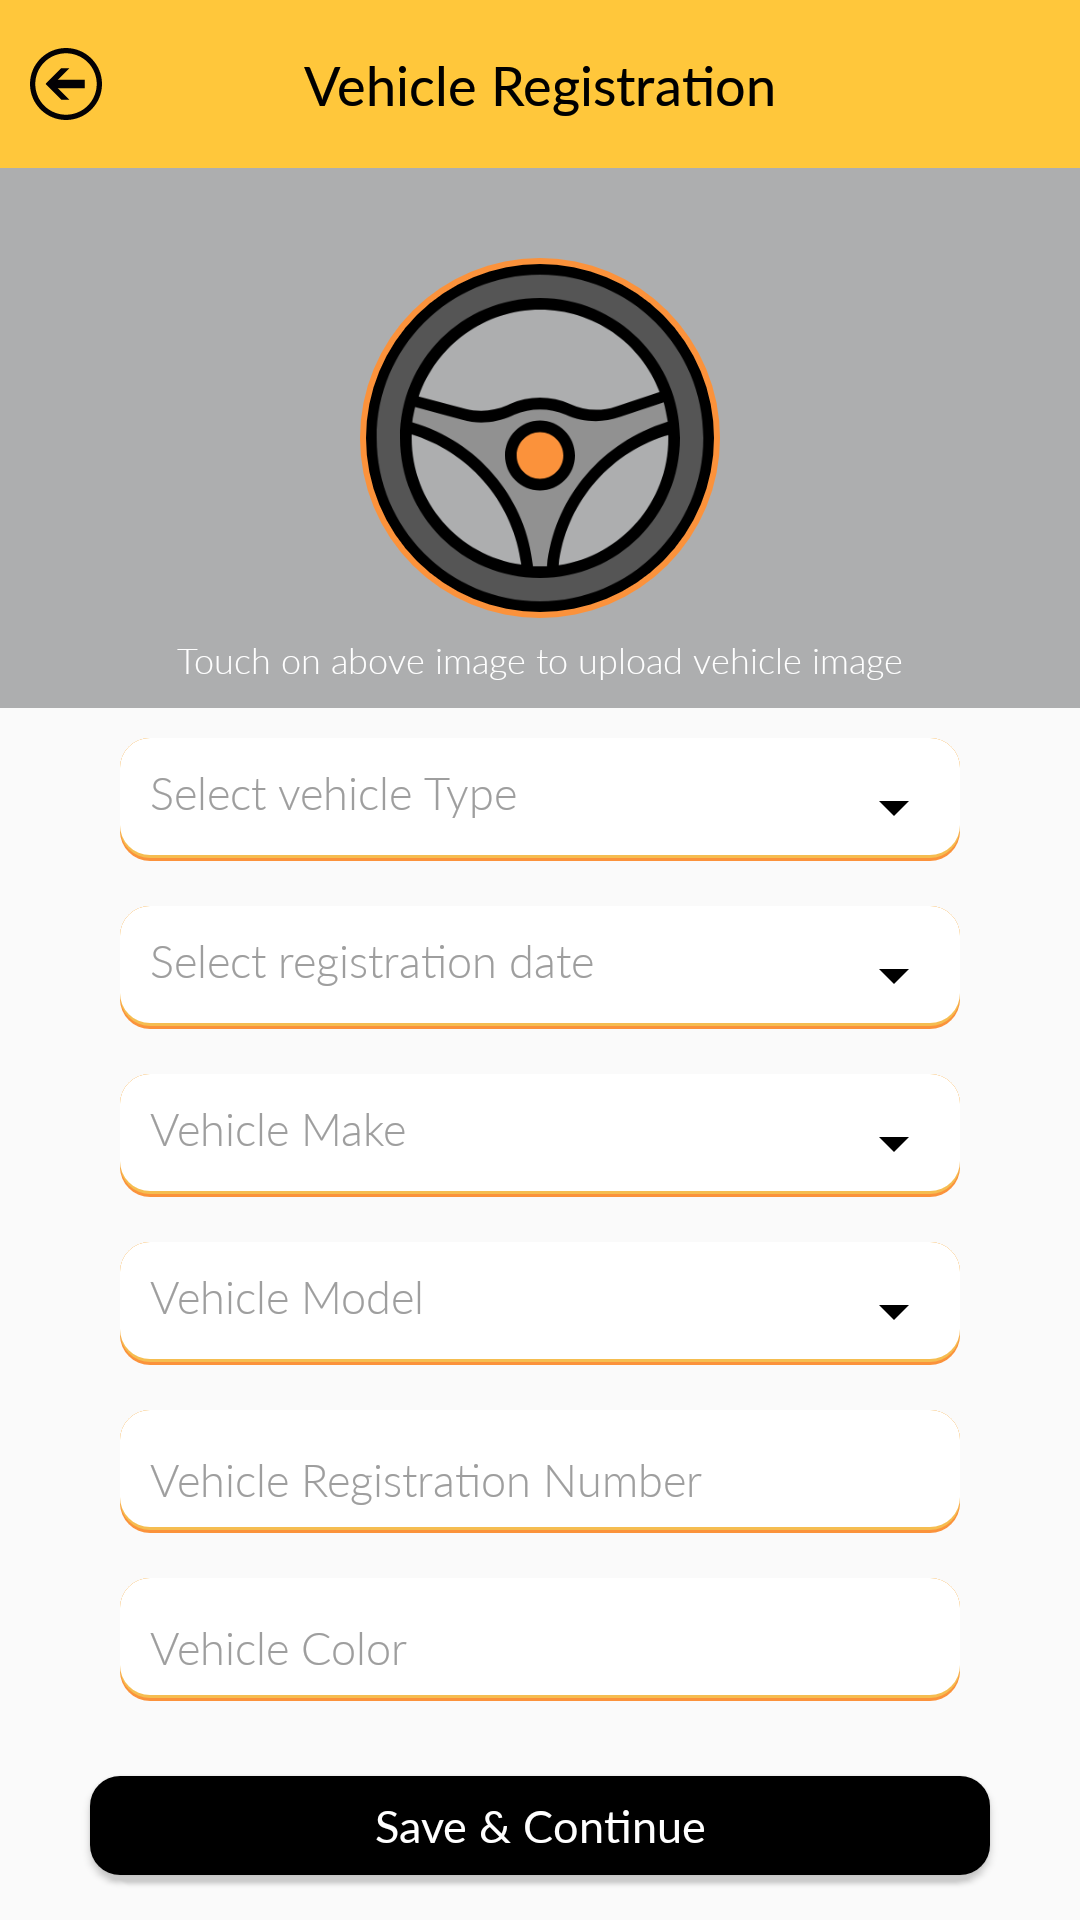 Vehicle Registration
Touch on above image to upload vehicle image
Select vehicle Type
Select registration date
Vehicle Make
Vehicle Model
Vehicle Registration Number
Vehicle Color
Save & Continue